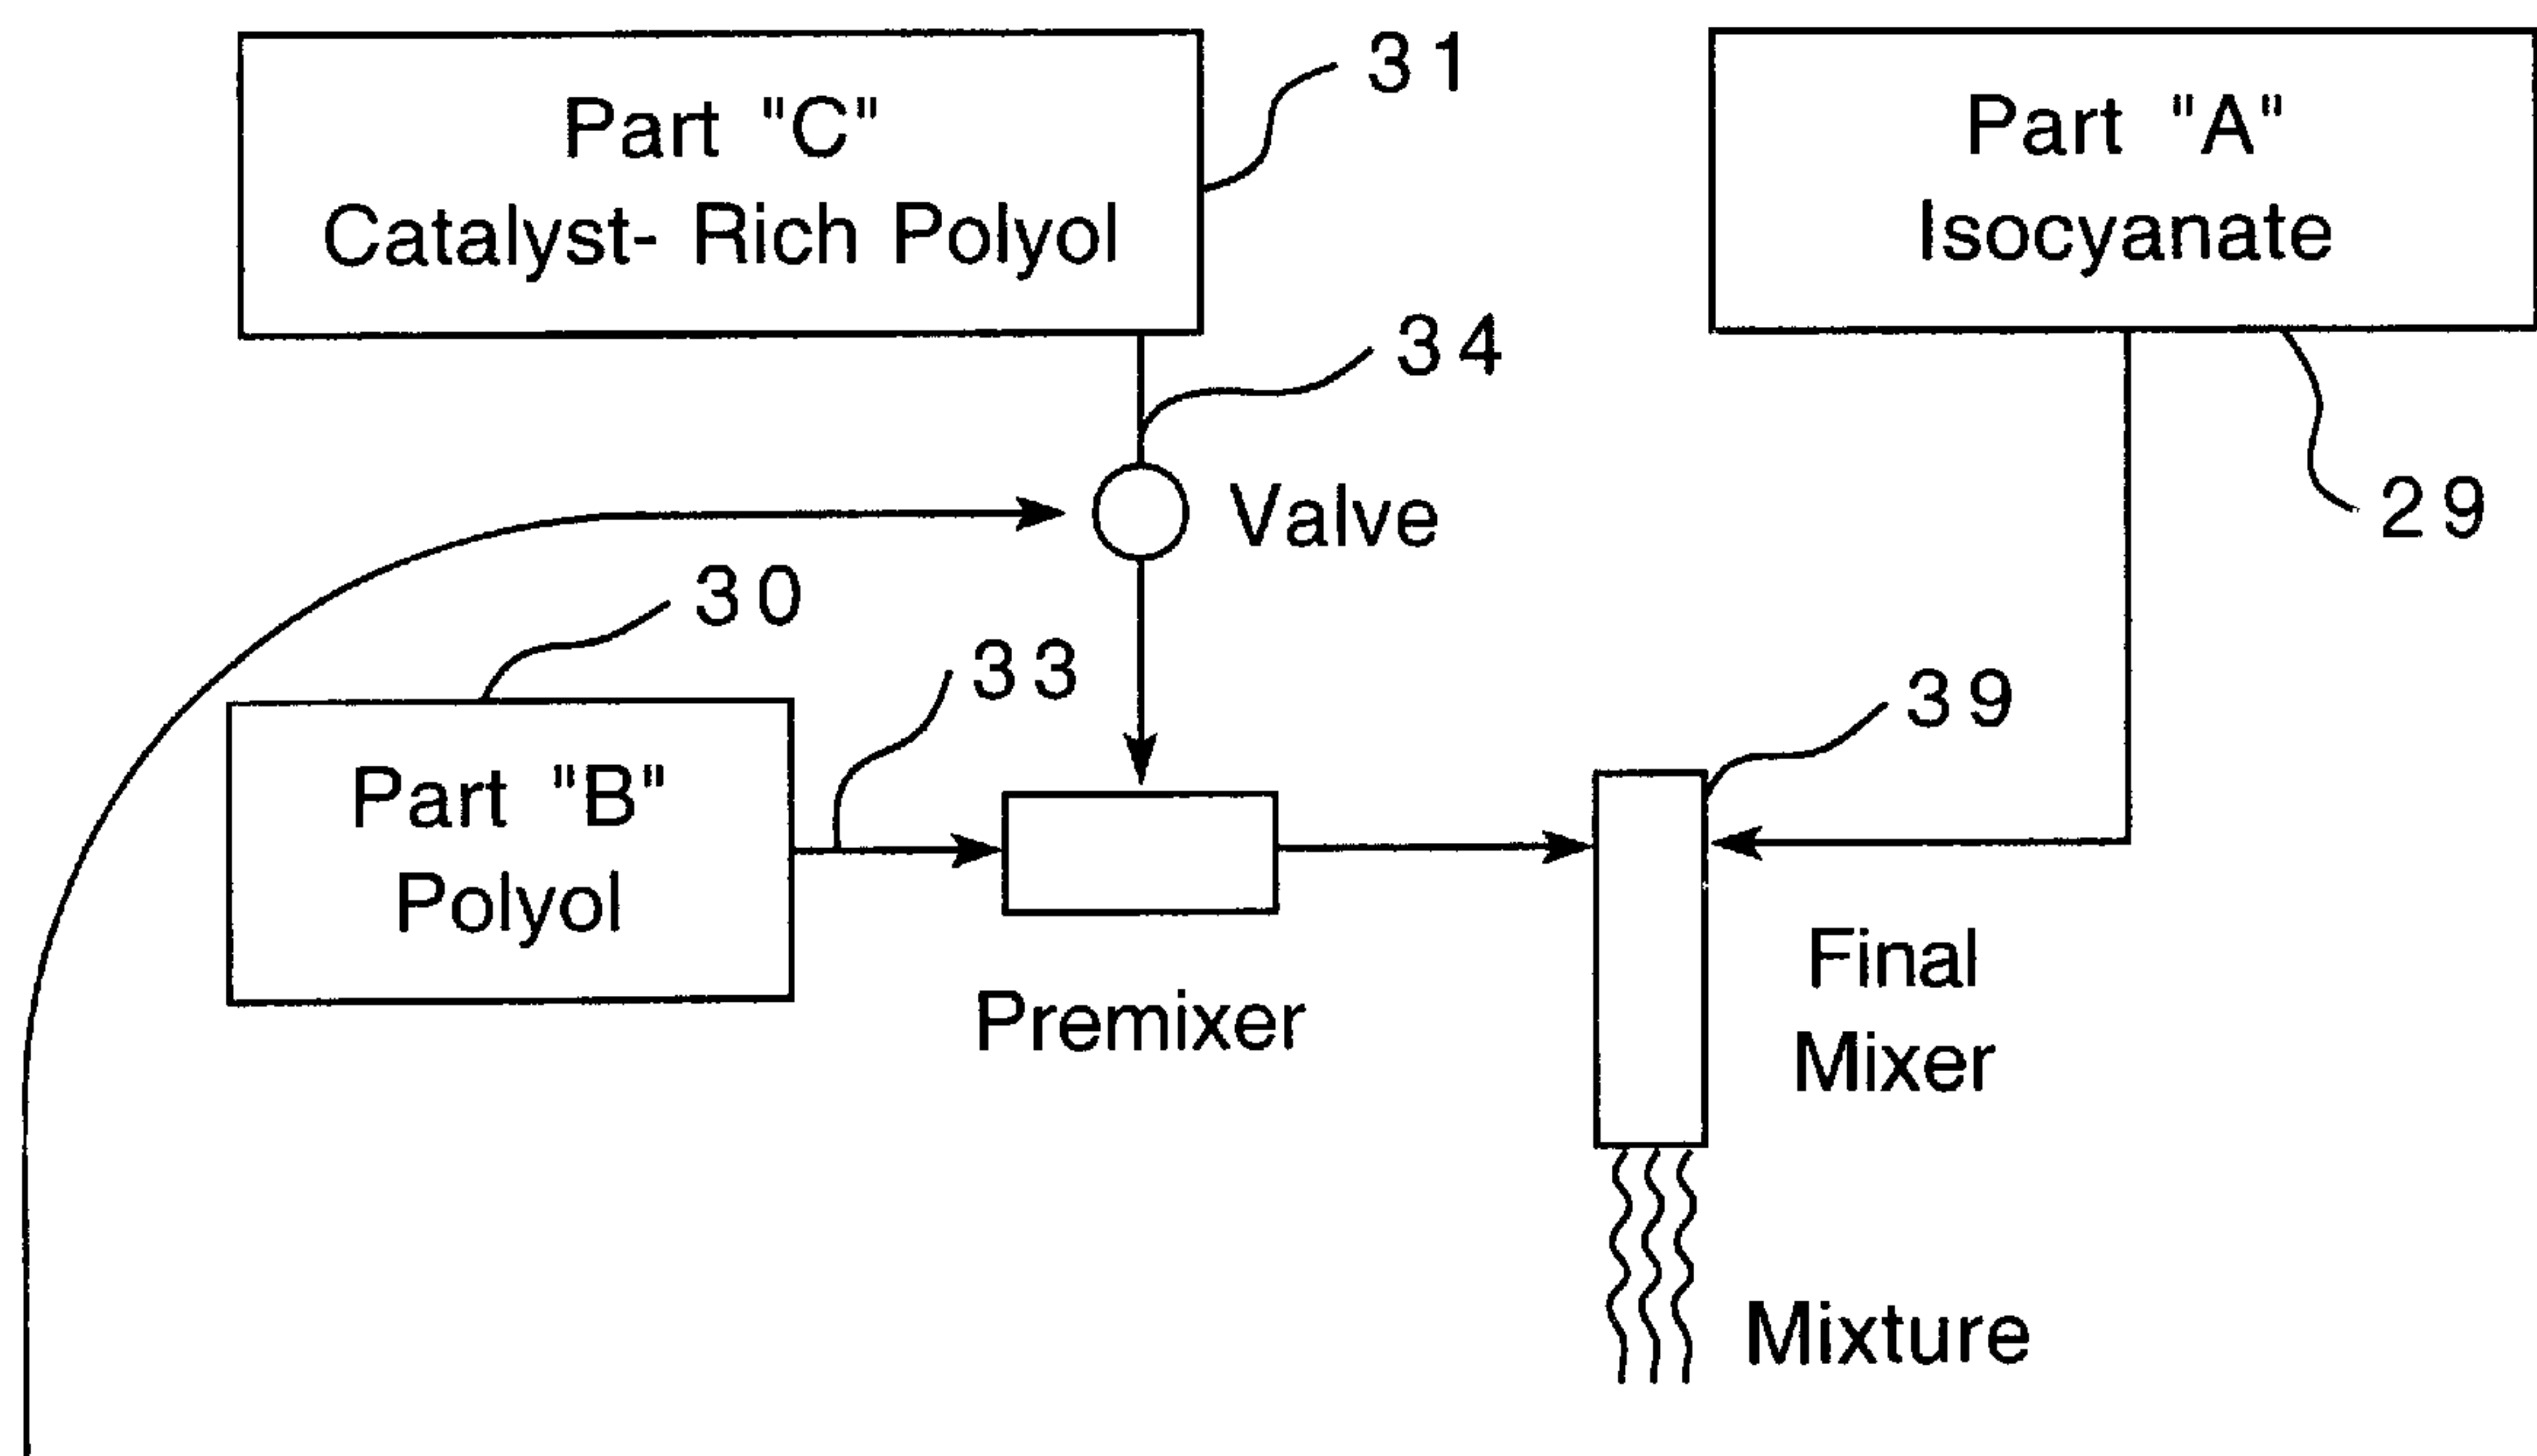 Part "C"
Catalyst- Rich Polyol
31
Part "A"
Isocyanate
34
29
Valve
30
33
39
Part "B"
Polyol
Premixer
Final
Mixer
Mixture